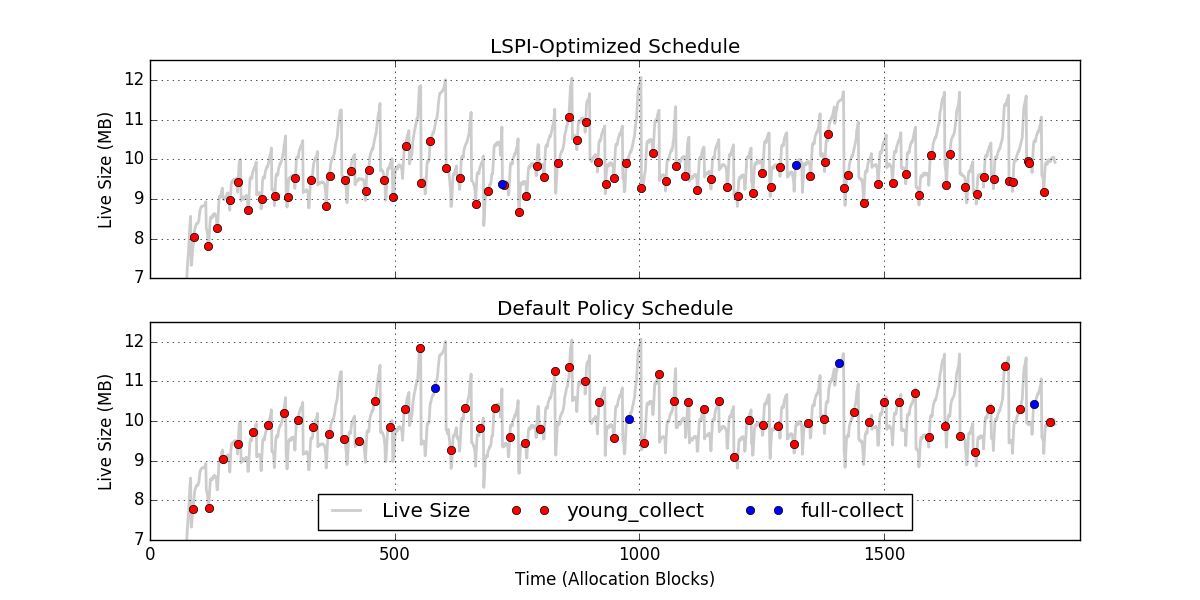 LSPI-Optimized Schedule
12
11
10
9
8
7
Live Size (MB)
Default Policy Schedule
12
11
10
9
8
7
Live Size (MB)
Live Size young_collect full-collect
0 500 1000 1500
Time (Allocation Blocks)